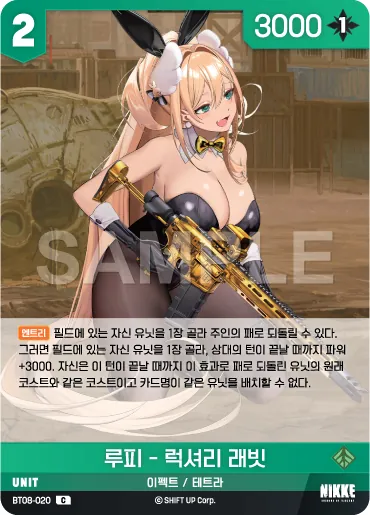 2
3000
1
SAMPLE
엔트리 필드에 있는 자신 유닛을 1장 골라 주인의 패로 되돌릴 수 있다.
그러면 필드에 있는 자신 유닛을 1장 골라, 상대의 턴이 끝날 때까지 파워
+3000. 자신은 이 턴이 끝날 때까지 이 효과로 패로 되돌린 유닛의 원래
코스트와 같은 코스트이고 카드명이 같은 유닛을 배치할 수 없다.
루피 - 럭셔리 래빗
UNIT
이펙트 / 테트라
BT08-020 C
© SHIFT UP Corp.
NIKKE